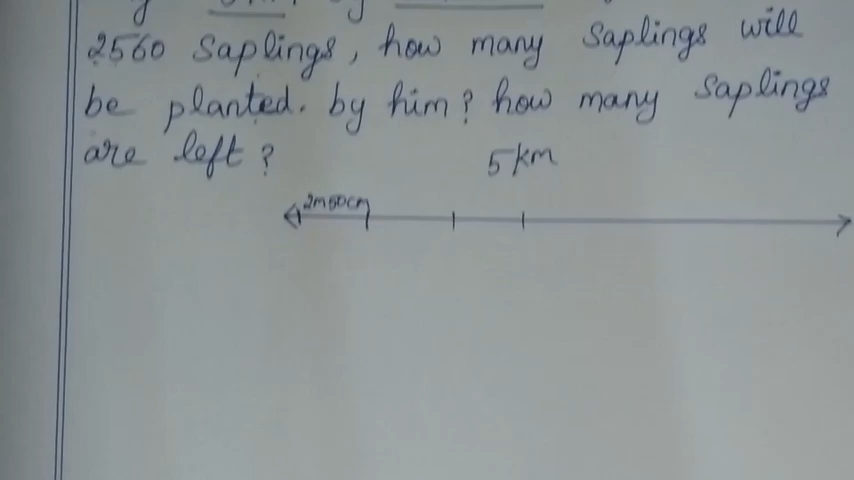 2560 saplings, how many saplings will
be planted. by him? how many saplings
are left?
5 km
2m50cm